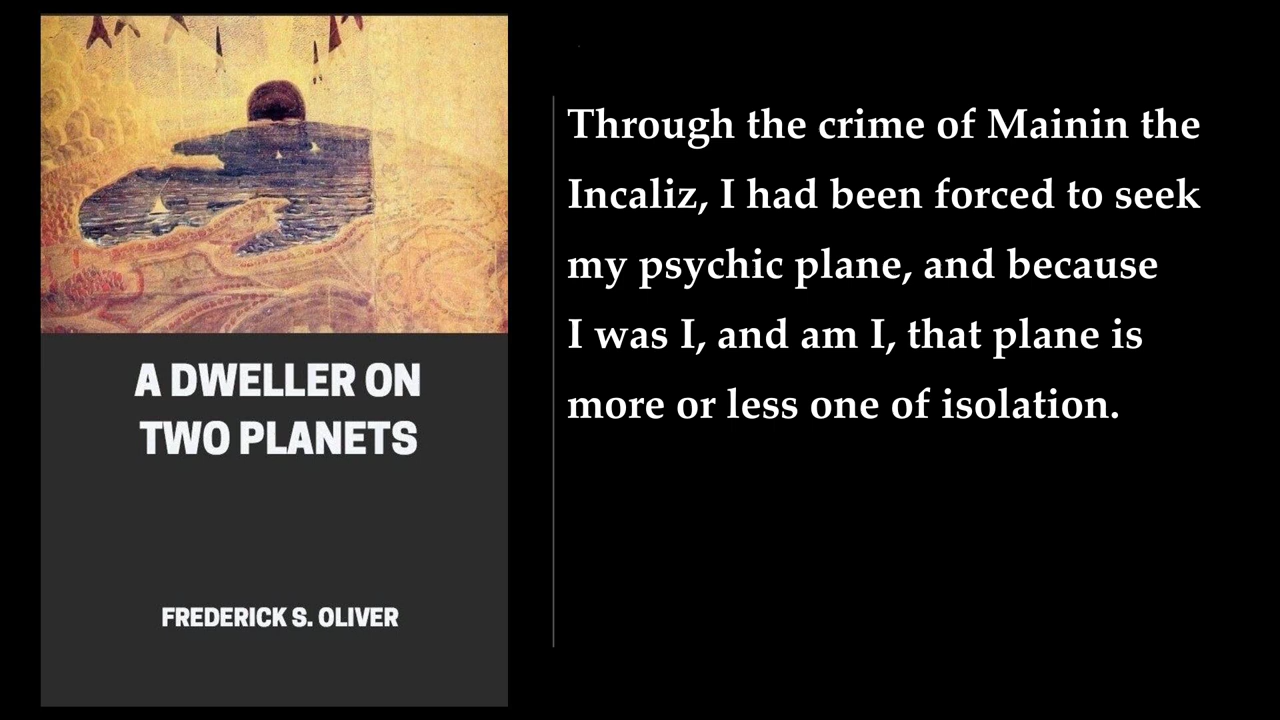 A DWELLER ON
TWO PLANETS
FREDERICK S. OLIVER
Through the crime of Mainin the
Incaliz, I had been forced to seek
my psychic plane, and because
I was I, and am I, that plane is
more or less one of isolation.